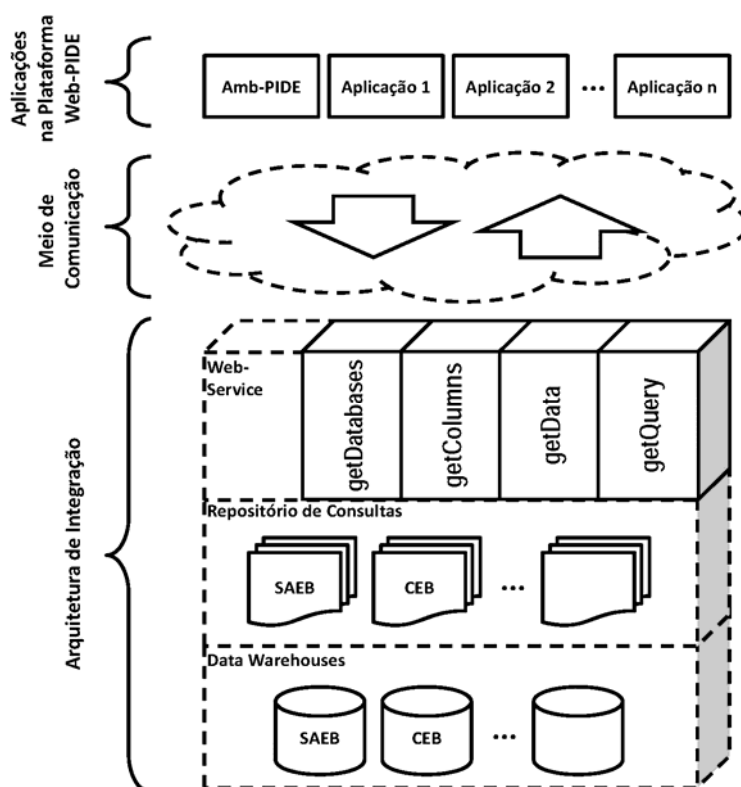 Aplicações
na Plataforma
Web-PIDE
Amb-PIDE
Aplicação 1
Aplicação 2
...
Aplicação n
Meio de
Comunicação
Arquitetura de Integração
Web-
Service
getDatabases
getColumns
getData
getQuery
Repositório de Consultas
SAEB
CEB
...
Data Warehouses
SAEB
CEB
...